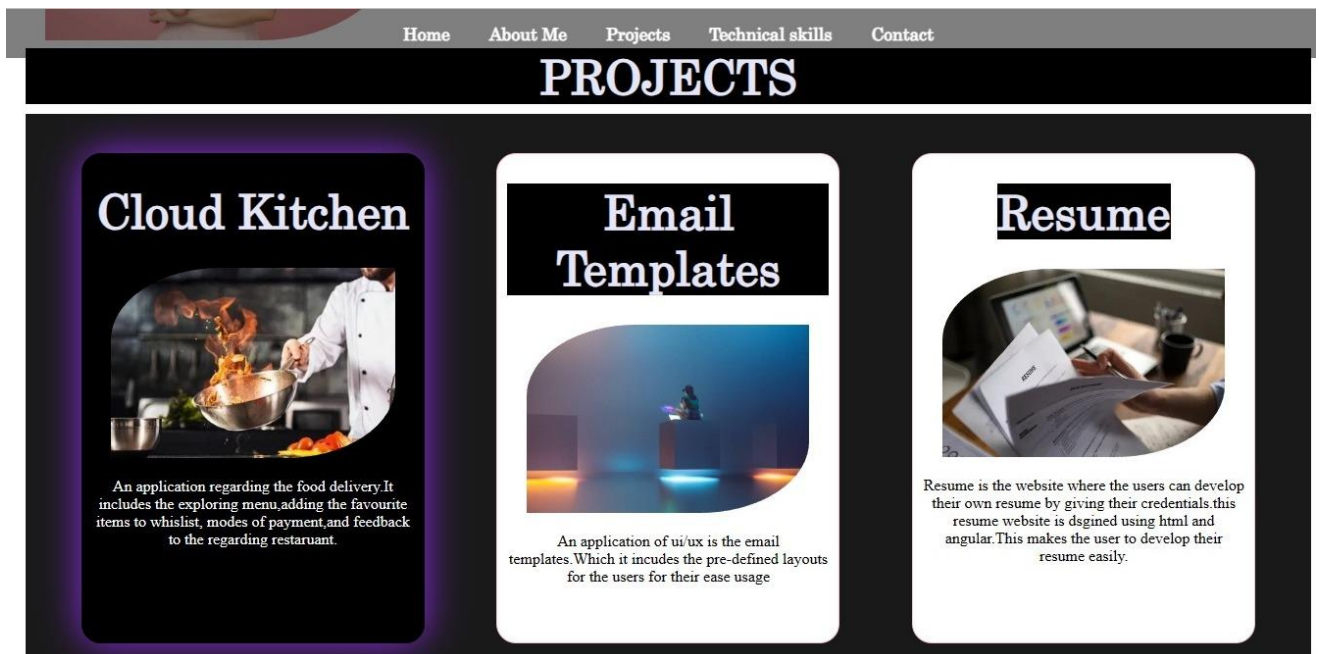 Home About Me Projects Technical skills Contact
PROJECTS
Cloud Kitchen
An application regarding the food delivery.It
includes the exploring menu,adding the favourite
items to whislist, modes of payment,and feedback
to the regarding restaruant.
Email
Templates
An application of ui/ux is the email
templates.Which it incudes the pre-defined layouts
for the users for their ease usage
Resume
RESUME
Resume is the website where the users can develop
their own resume by giving their credentials.this
resume website is dsgined using html and
angular.This makes the user to develop their
resume easily.